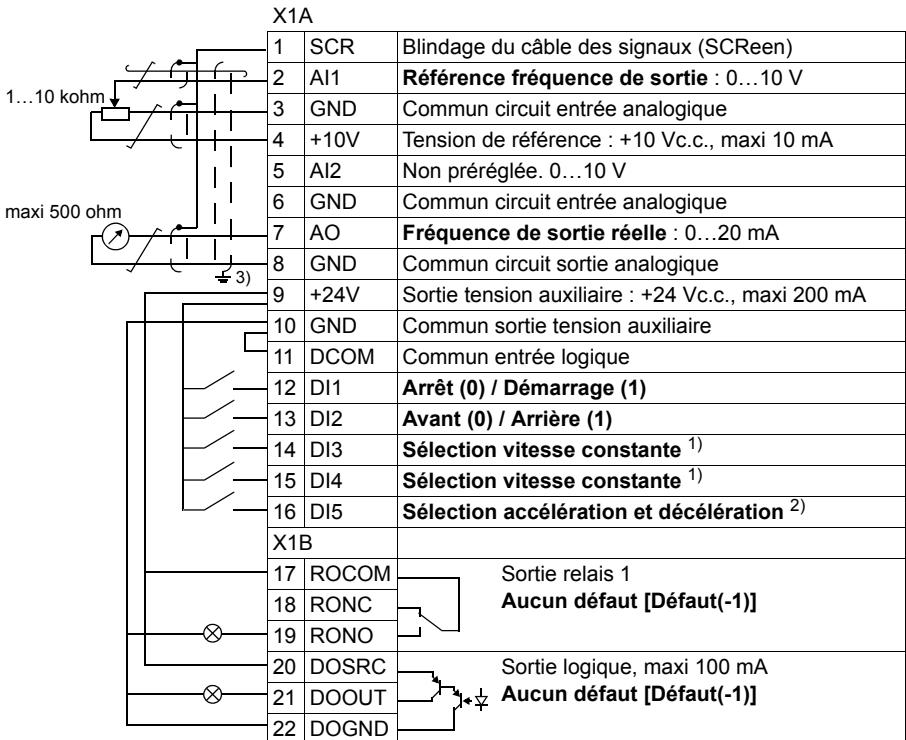 X1A
1 SCR Blindage du câble des signaux (SCReen)
2 AI1 Référence fréquence de sortie : 0…10 V
1…10 kohm
3 GND Commun circuit entrée analogique
4 +10V Tension de référence : +10 Vc.c., maxi 10 mA
5 AI2 Non préréglée. 0…10 V
6 GND Commun circuit entrée analogique
maxi 500 ohm
7 AO Fréquence de sortie réelle : 0…20 mA
8 GND Commun circuit sortie analogique
3)
9 +24V Sortie tension auxiliaire : +24 Vc.c., maxi 200 mA
10 GND Commun sortie tension auxiliaire
11 DCOM Commun entrée logique
12 DI1 Arrêt (0) / Démarrage (1)
13 DI2 Avant (0) / Arrière (1)
14 DI3 Sélection vitesse constante 1)
15 DI4 Sélection vitesse constante 1)
16 DI5 Sélection accélération et décélération 2)
X1B
17 ROCOM Sortie relais 1
18 RONC Aucun défaut [Défaut(-1)]
19 RONO
20 DOSRC Sortie logique, maxi 100 mA
21 DOOUT Aucun défaut [Défaut(-1)]
22 DOGND